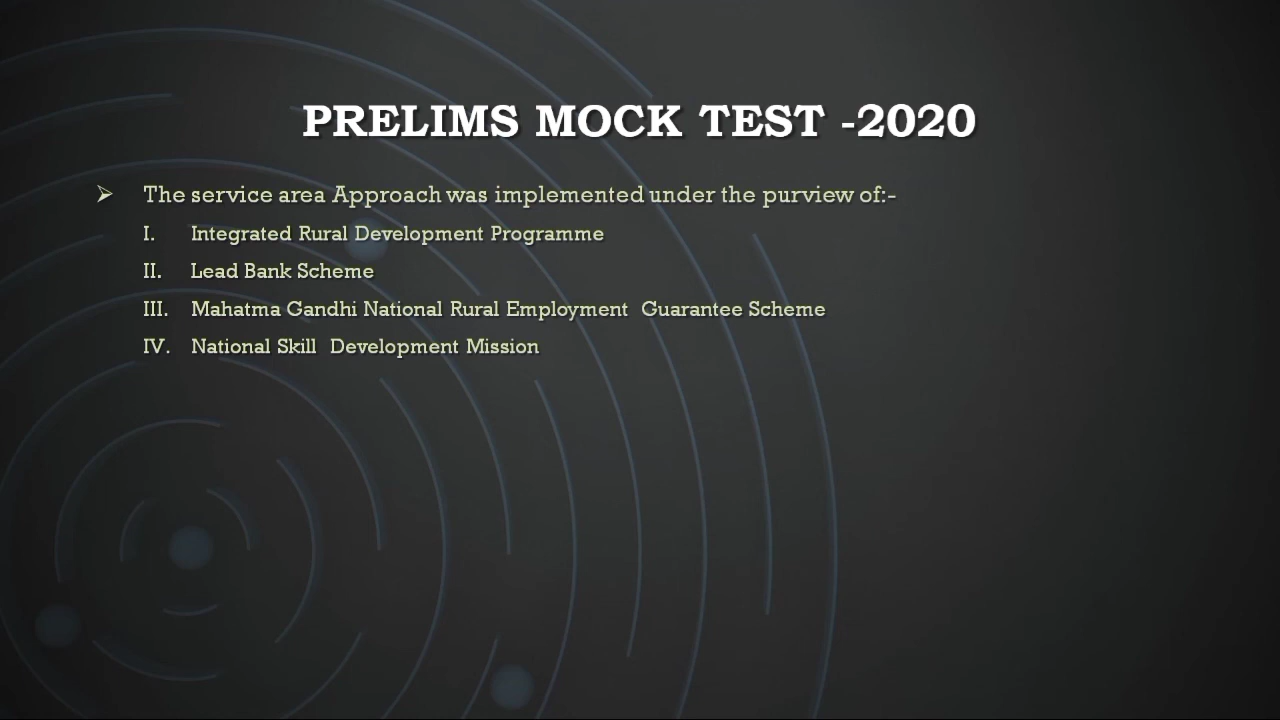 PRELIMS MOCK TEST -2020
➢ The service area Approach was implemented under the purview of:-
I. Integrated Rural Development Programme
II. Lead Bank Scheme
III. Mahatma Gandhi National Rural Employment Guarantee Scheme
IV. National Skill Development Mission